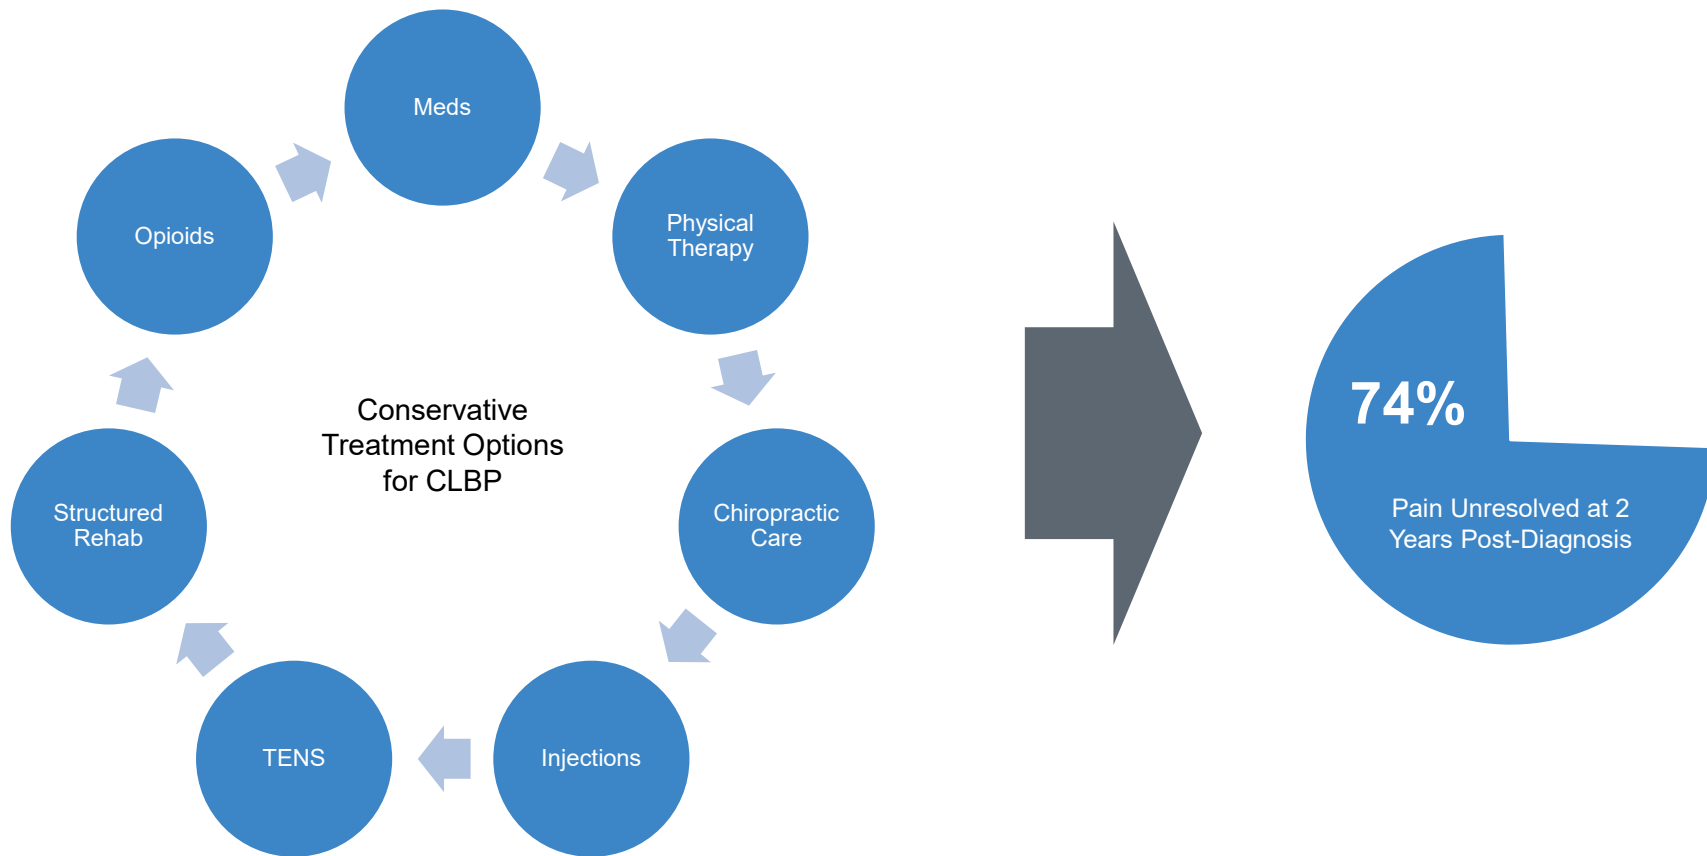 Meds
Physical
Therapy
Chiropractic
Care
Injections
TENS
Structured
Rehab
Opioids
Conservative
Treatment Options
for CLBP
74%
Pain Unresolved at 2
Years Post-Diagnosis